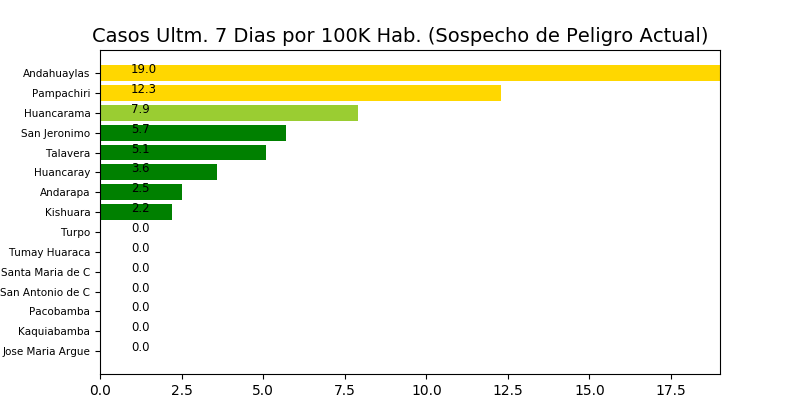 Casos Ultm. 7 Dias por 100K Hab. (Sospecho de Peligro Actual)
Andahuaylas 19.0
Pampachiri 12.3
Huancarama 7.9
San Jeronimo 5.7
Talavera 5.1
Huancaray 3.6
Andarapa 2.5
Kishuara 2.2
Turpo 0.0
Tumay Huaraca 0.0
Santa Maria de C 0.0
San Antonio de C 0.0
Pacobamba 0.0
Kaquiabamba 0.0
Jose Maria Argue 0.0
0.0 2.5 5.0 7.5 10.0 12.5 15.0 17.5